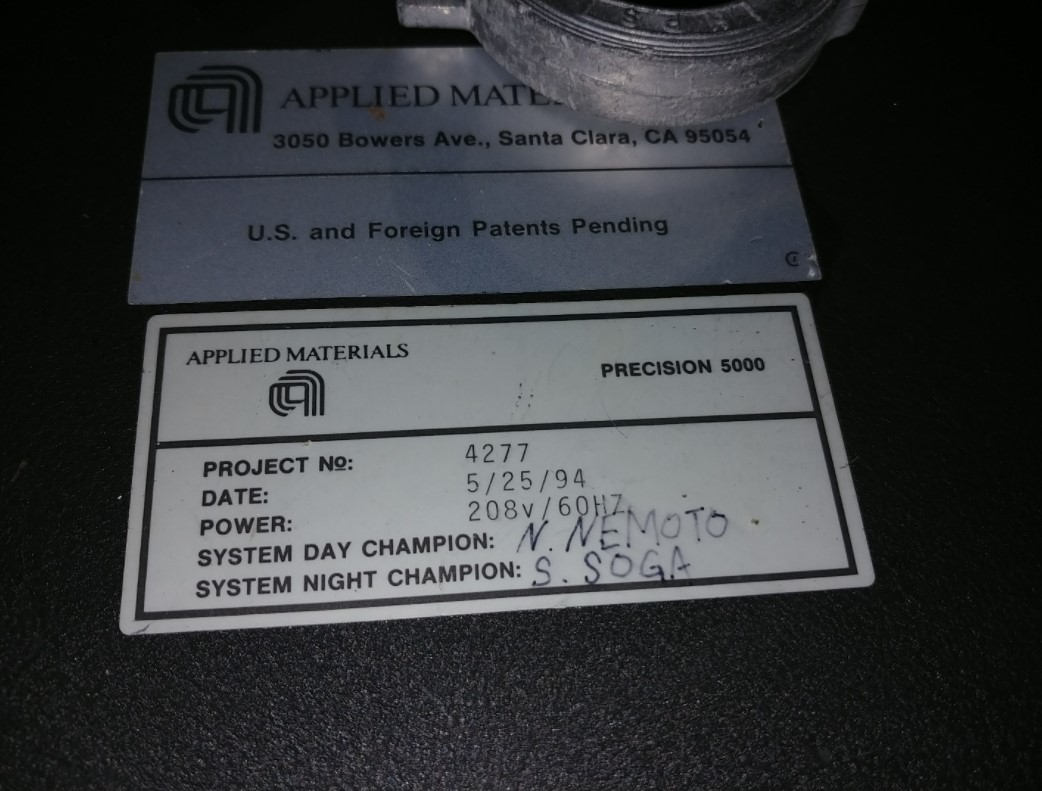 APPLIED MATE
3050 Bowers Ave., Santa Clara, CA 95054
U.S. and Foreign Patents Pending
APPLIED MATERIALS
PRECISION 5000
PROJECT No: 4277
DATE: 5/25/94
POWER: 208v/60HZ
SYSTEM DAY CHAMPION: N. NEMOTO
SYSTEM NIGHT CHAMPION: S. SOGA